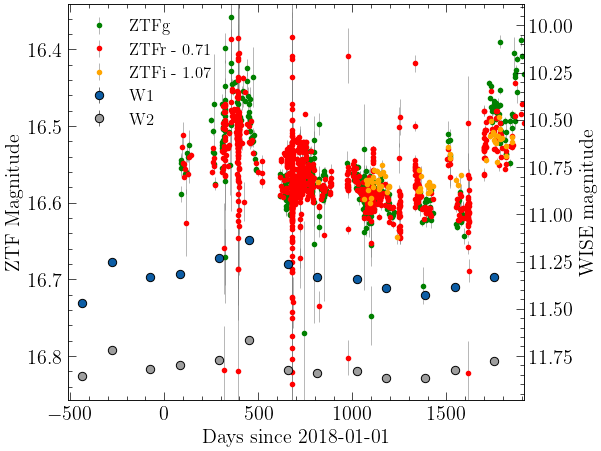 ZTFg
ZTFr - 0.71
ZTFi - 1.07
W1
W2
16.4
16.5
16.6
16.7
16.8
ZTF Magnitude
10.00
10.25
10.50
10.75
11.00
11.25
11.50
11.75
WISE magnitude
−500
0
500
1000
1500
Days since 2018-01-01